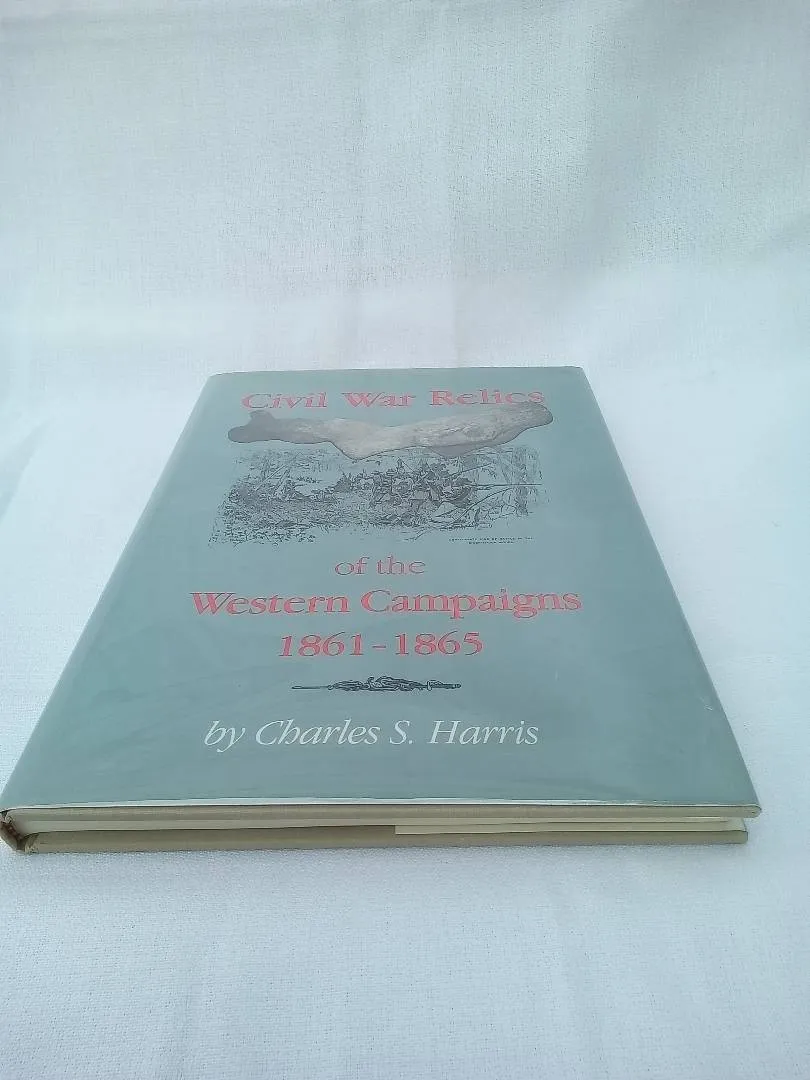 Civil War Relics
of the
Western Campaigns
1861-1865
by Charles S. Harris